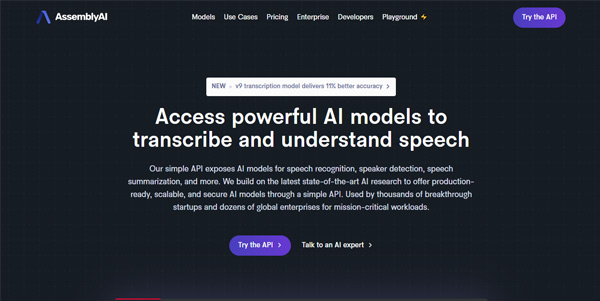 AssemblyAI
Models Use Cases Pricing Enterprise Developers Playground
Try the API
NEW v9 transcription model delivers 11% better accuracy
Access powerful AI models to
transcribe and understand speech
Our simple API exposes AI models for speech recognition, speaker detection, speech
summarization, and more. We build on the latest state-of-the-art AI research to offer production-
ready, scalable, and secure AI models through a simple API. Used by thousands of breakthrough
startups and dozens of global enterprises for mission-critical workloads.
Try the API
Talk to an AI expert